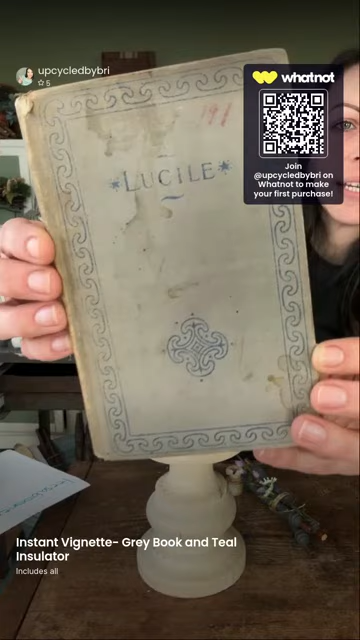 upcycledbybri
5
whatnot
Join
@upcycledbybri on
Whatnot to make
your first purchase!
191
*LUCILE*
Instant Vignette- Grey Book and Teal
Insulator
Includes all